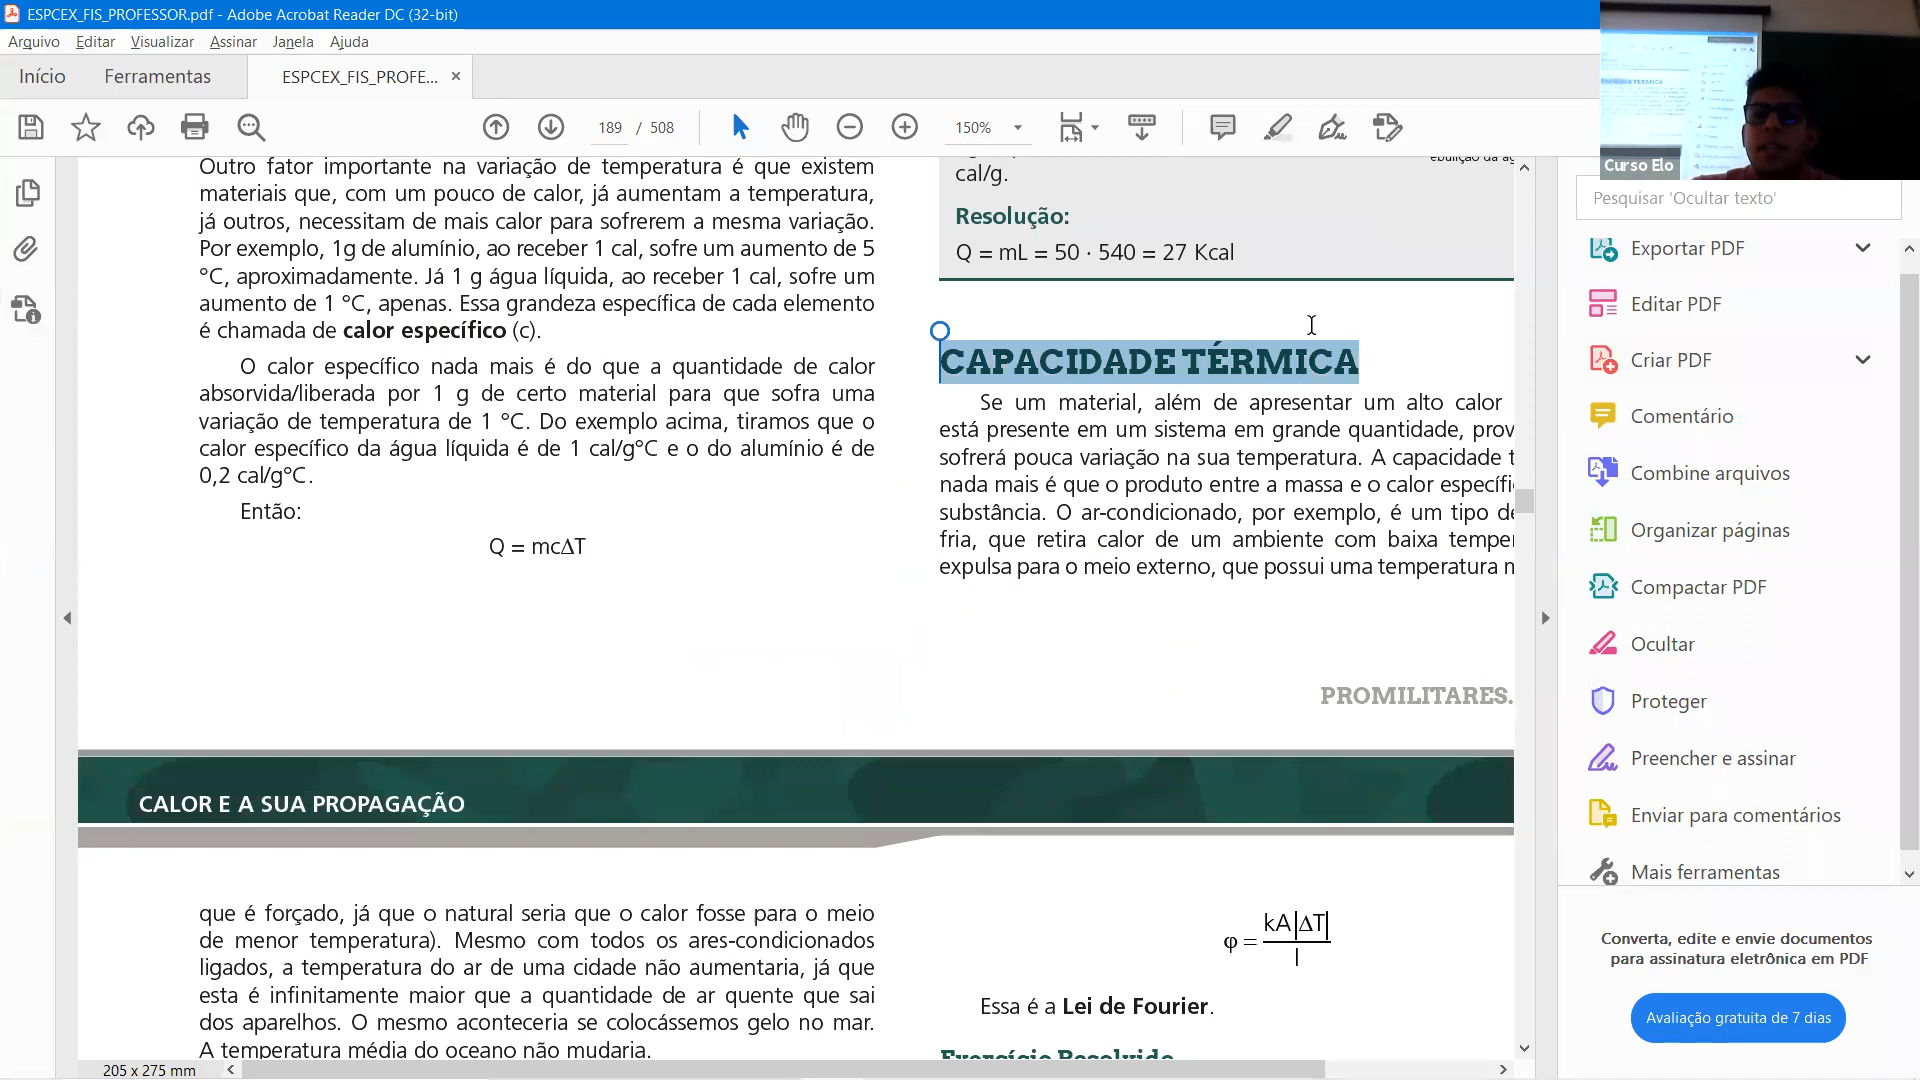 ESPCEX_FIS_PROFESSOR.pdf - Adobe Acrobat Reader DC (32-bit)
Arquivo Editar Visualizar Assinar Janela Ajuda
Início Ferramentas ESPCEX_FIS_PROFE... ×
189 / 508 150%
Curso Elo
Outro fator importante na variação de temperatura é que existem
materiais que, com um pouco de calor, já aumentam a temperatura,
já outros, necessitam de mais calor para sofrerem a mesma variação.
Por exemplo, 1g de alumínio, ao receber 1 cal, sofre um aumento de 5
°C, aproximadamente. Já 1 g água líquida, ao receber 1 cal, sofre um
aumento de 1 °C, apenas. Essa grandeza específica de cada elemento
é chamada de calor específico (c).
O calor específico nada mais é do que a quantidade de calor
absorvida/liberada por 1 g de certo material para que sofra uma
variação de temperatura de 1 °C. Do exemplo acima, tiramos que o
calor específico da água líquida é de 1 cal/g°C e o do alumínio é de
0,2 cal/g°C.
Então:
Q = mcΔT
ebulição da ág
cal/g.
Resolução:
Q = mL = 50 · 540 = 27 Kcal
CAPACIDADE TÉRMICA
Se um material, além de apresentar um alto calor
está presente em um sistema em grande quantidade, prov
sofrerá pouca variação na sua temperatura. A capacidade t
nada mais é que o produto entre a massa e o calor específi
substância. O ar-condicionado, por exemplo, é um tipo de
fria, que retira calor de um ambiente com baixa temper
expulsa para o meio externo, que possui uma temperatura m
PROMILITARES.
CALOR E A SUA PROPAGAÇÃO
que é forçado, já que o natural seria que o calor fosse para o meio
de menor temperatura). Mesmo com todos os ares-condicionados
ligados, a temperatura do ar de uma cidade não aumentaria, já que
esta é infinitamente maior que a quantidade de ar quente que sai
dos aparelhos. O mesmo aconteceria se colocássemos gelo no mar.
A temperatura média do oceano não mudaria.
φ = kA|ΔT|
l
Essa é a Lei de Fourier.
Exercício Resolvido
205 x 275 mm
Pesquisar 'Ocultar texto'
Exportar PDF
Editar PDF
Criar PDF
Comentário
Combine arquivos
Organizar páginas
Compactar PDF
Ocultar
Proteger
Preencher e assinar
Enviar para comentários
Mais ferramentas
Converta, edite e envie documentos
para assinatura eletrônica em PDF
Avaliação gratuita de 7 dias